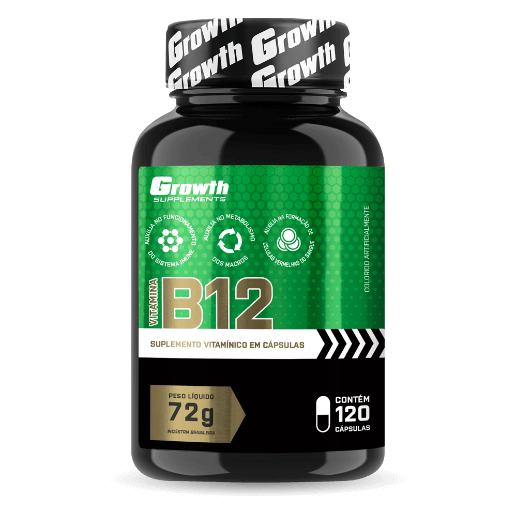 Growth
Growth
Growth
Growth
Growth
SUPPLEMENTS
AUXILIA NO FUNCIONAMENTO
DO SISTEMA IMUNE
AUXILIA NO METABOLISMO
DOS MACROS
AUXILIA NA FORMAÇÃO DE
CÉLULAS VERMELHAS DO SANGUE
COLORIDO ARTIFICIALMENTE
VITAMINA
B12
SUPLEMENTO VITAMÍNICO EM CÁPSULAS
PESO LÍQUIDO
72g
INDÚSTRIA BRASILEIRA
CONTÉM
120
CÁPSULAS